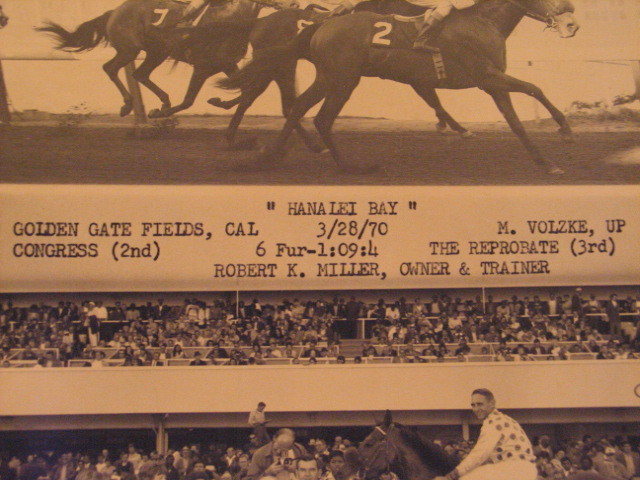 7 2
" HANALEI BAY "
GOLDEN GATE FIELDS, CAL 3/28/70 M. VOLZKE, UP
CONGRESS (2nd) 6 Fur-1:09:4 THE REPROBATE (3rd)
ROBERT K. MILLER, OWNER & TRAINER